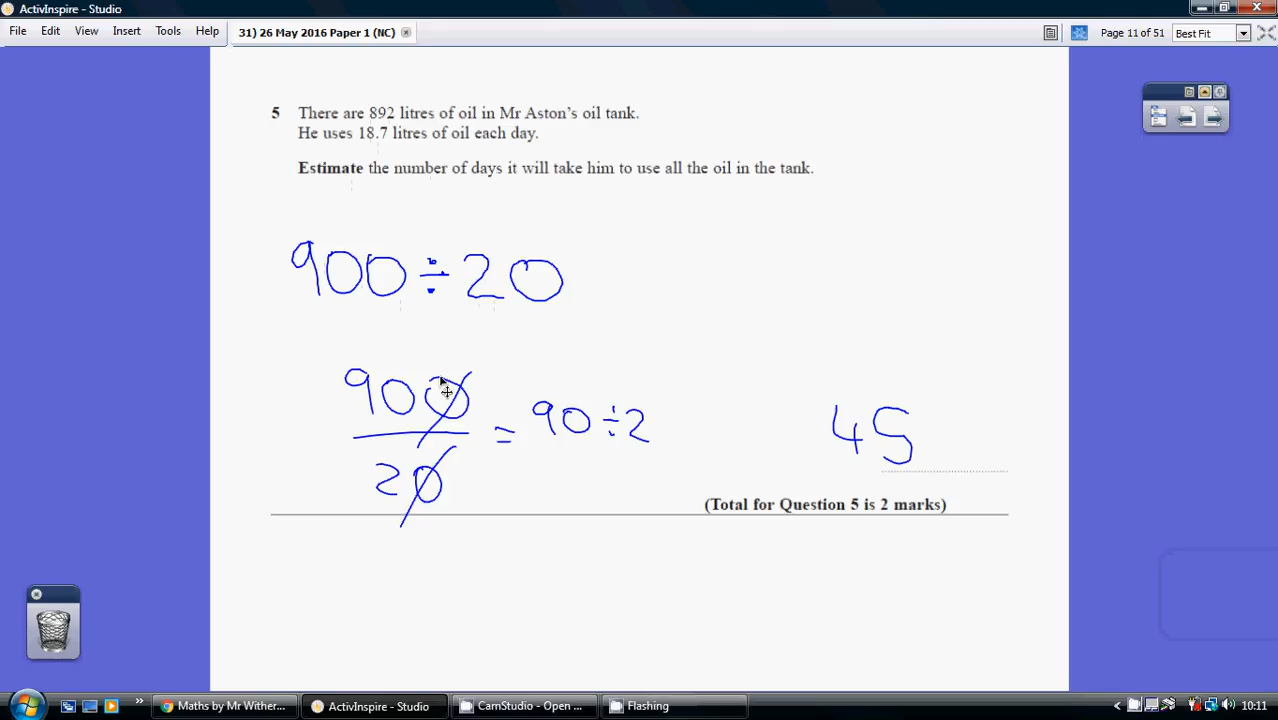 ActivInspire - Studio
File Edit View Insert Tools Help
31) 26 May 2016 Paper 1 (NC)
Page 11 of 51
Best Fit
5 There are 892 litres of oil in Mr Aston's oil tank.
He uses 18.7 litres of oil each day.
Estimate the number of days it will take him to use all the oil in the tank.
900 ÷ 20
900
20
= 90 ÷ 2
45
(Total for Question 5 is 2 marks)
Maths by Mr Wither...
ActivInspire - Studio
CamStudio - Open ...
Flashing
10:11